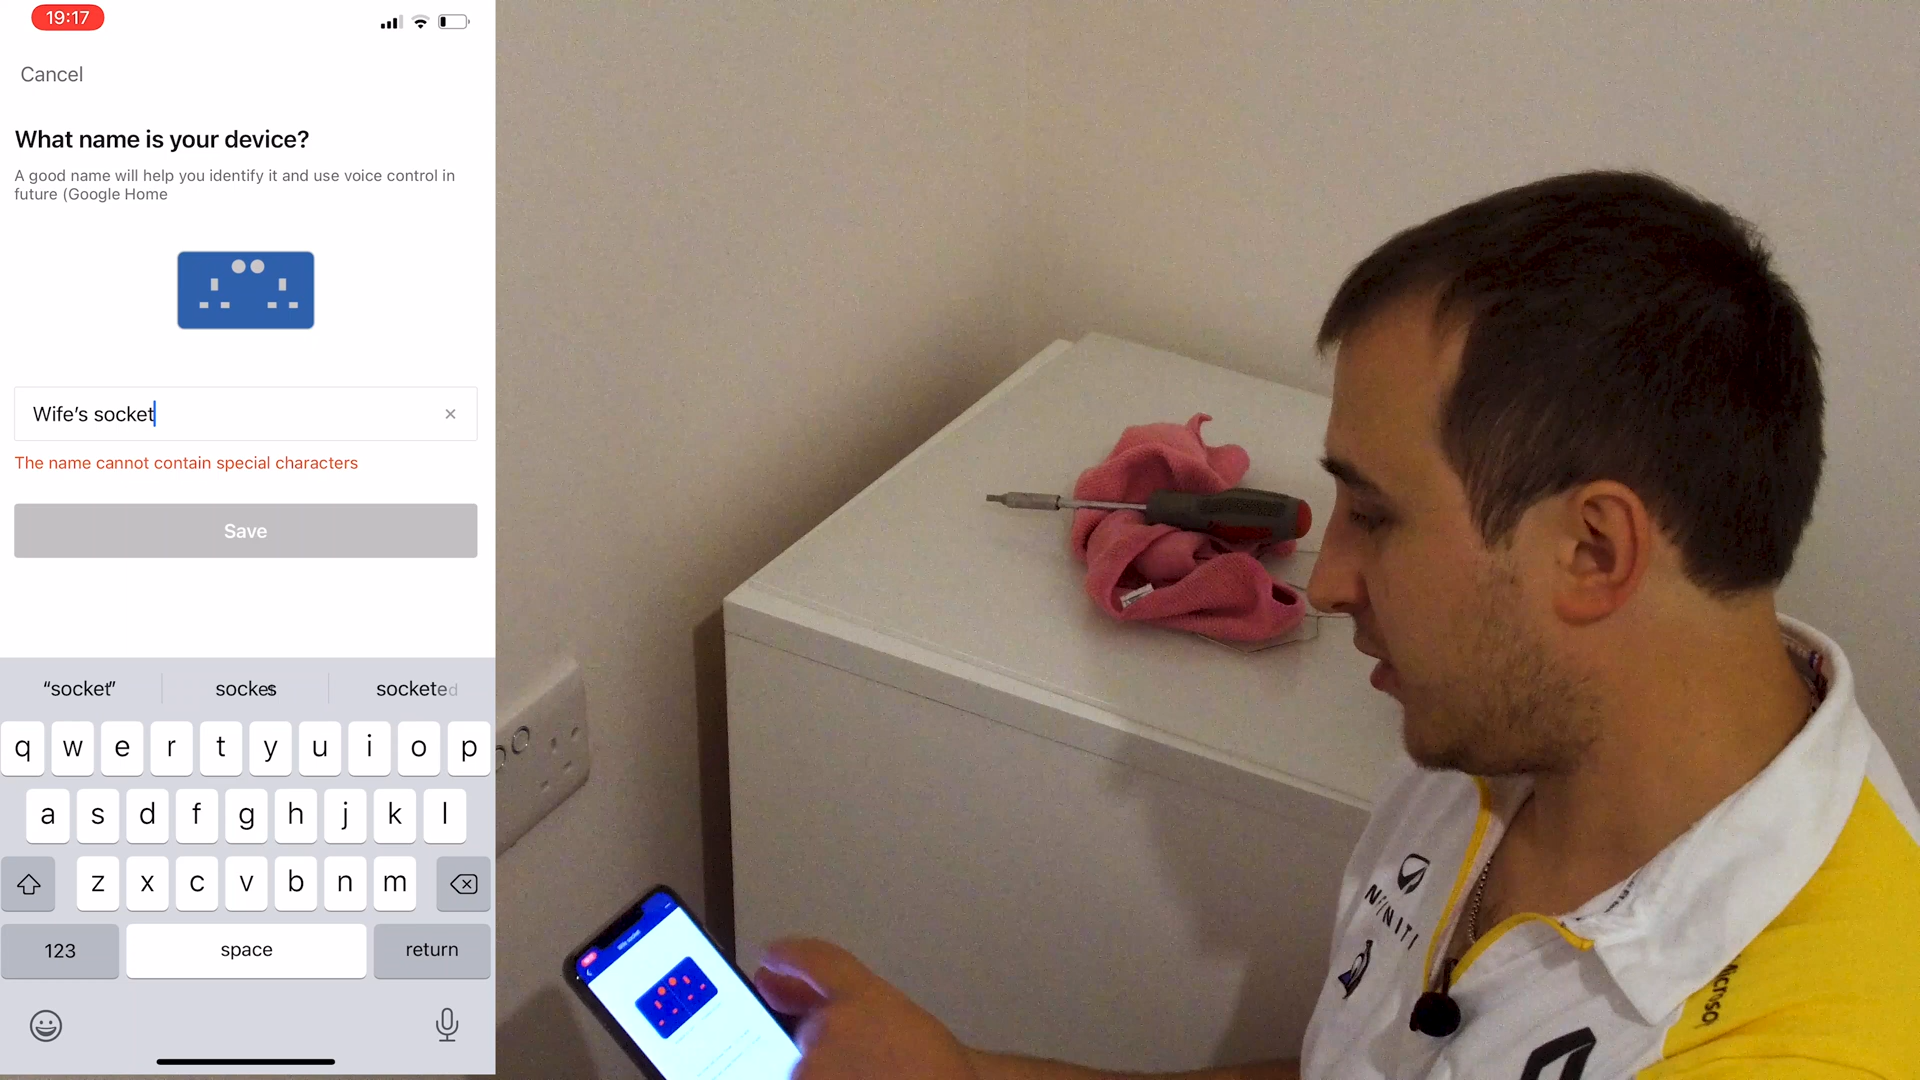 19:17
Cancel
What name is your device?
A good name will help you identify it and use voice control in
future (Google Home
Wife’s socket
The name cannot contain special characters
Save
“socket”
sockes
socketed
q w e r t y u i o p
a s d f g h j k l
z x c v b n m
123
space
return
INFINITI
Microso